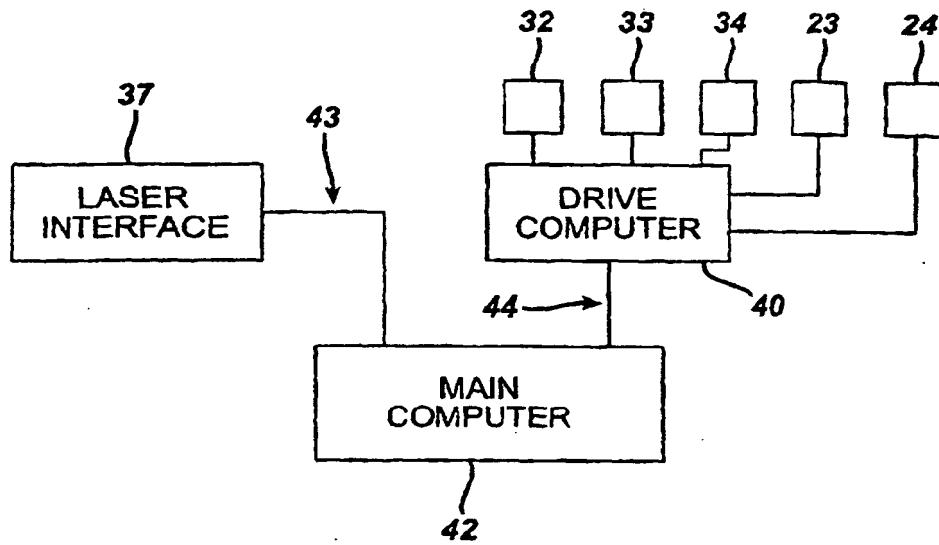 32 33 34 23 24
37
43
LASER
INTERFACE
DRIVE
COMPUTER
44
40
MAIN
COMPUTER
42